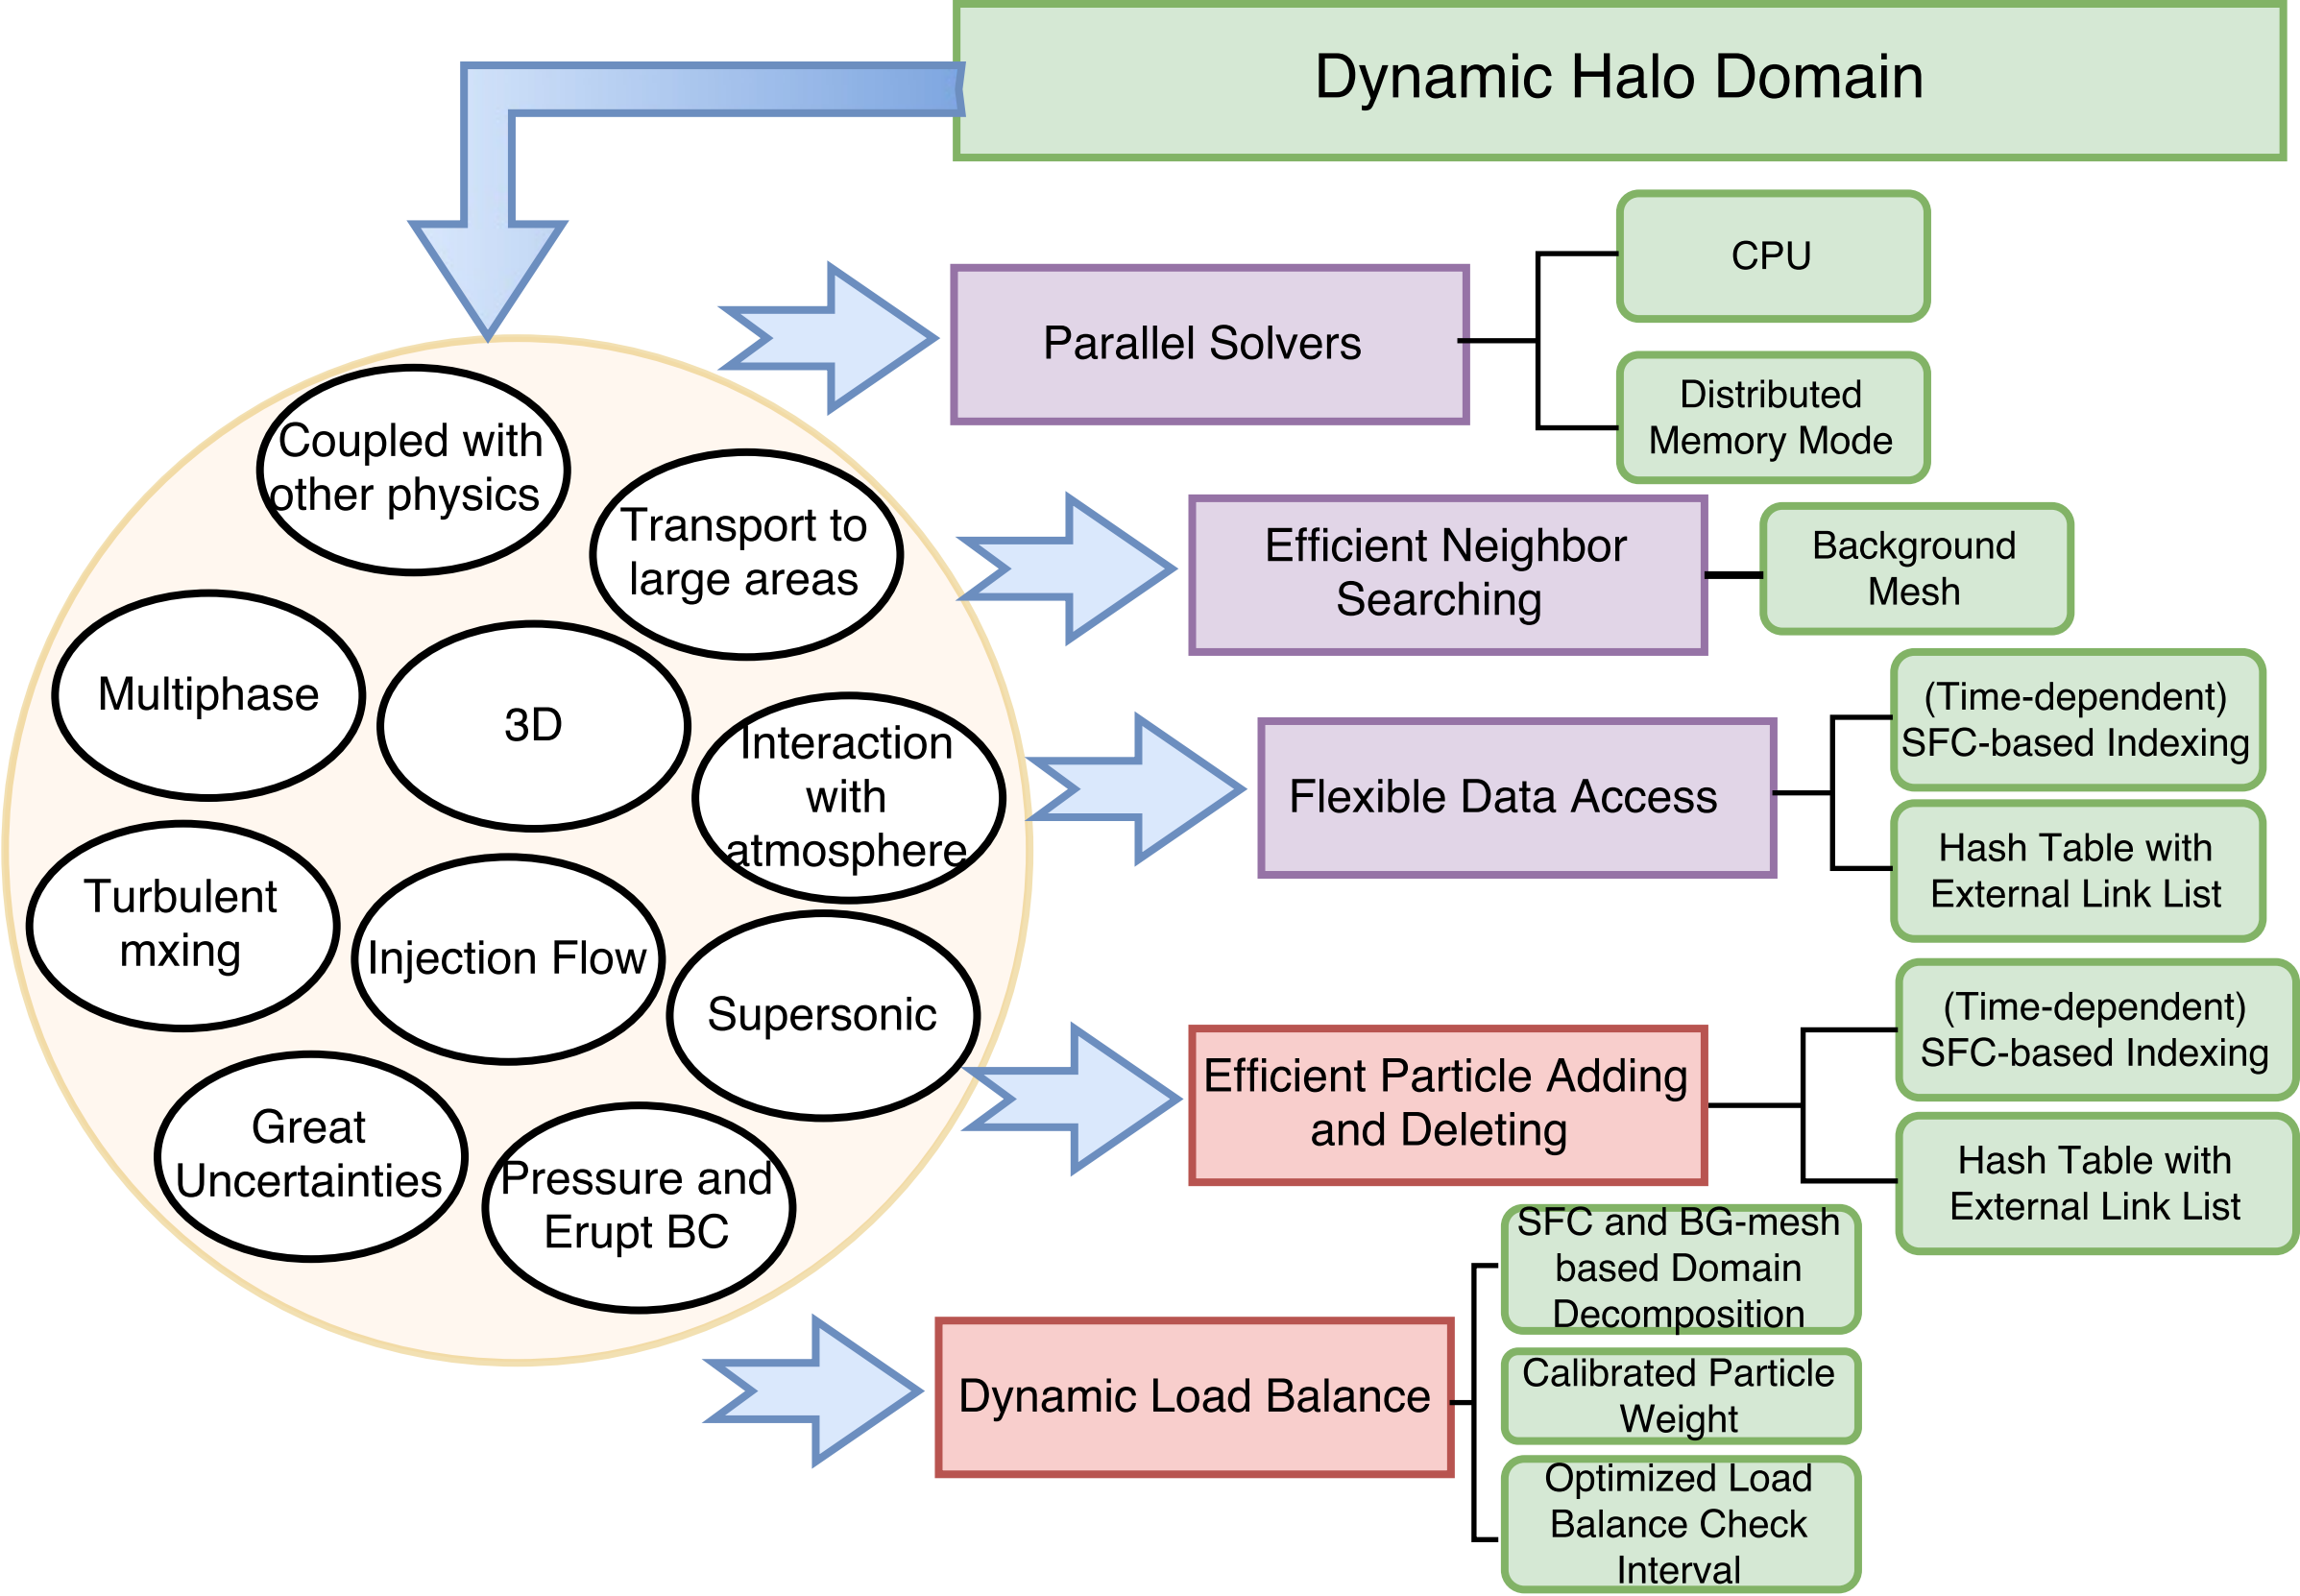 Dynamic Halo Domain
CPU
Parallel Solvers
Distributed
Memory Mode
Coupled with
other physics
Transport to
large areas
Efficient Neighbor
Searching
Background
Mesh
Multiphase
3D
Interaction
with
atmosphere
Flexible Data Access
(Time-dependent)
SFC-based Indexing
Hash Table with
External Link List
Turbulent
mxing
Injection Flow
Supersonic
Efficient Particle Adding
and Deleting
(Time-dependent)
SFC-based Indexing
Hash Table with
External Link List
Great
Uncertainties
Pressure and
Erupt BC
Dynamic Load Balance
SFC and BG-mesh
based Domain
Decomposition
Calibrated Particle
Weight
Optimized Load
Balance Check
Interval